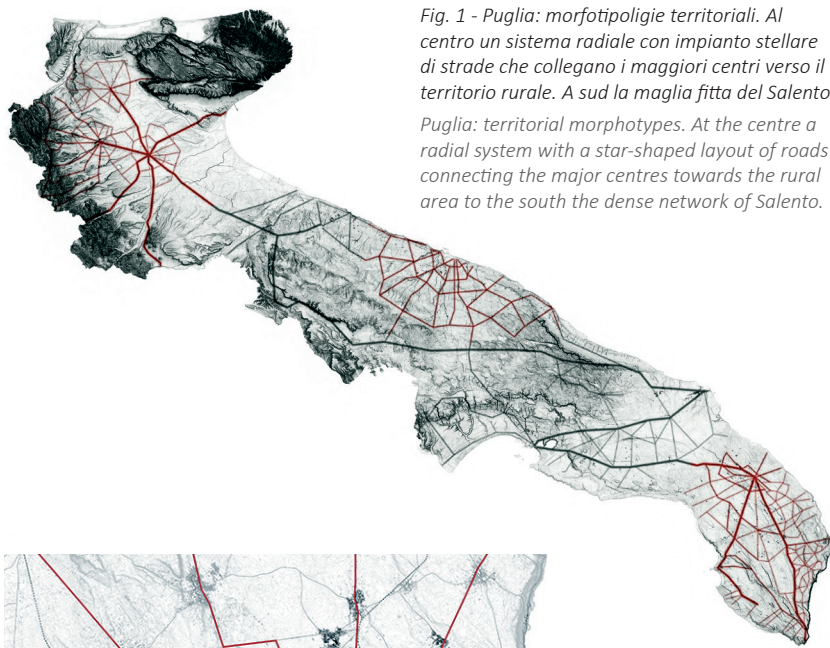 Fig. 1 - Puglia: morfotipoligie territoriali. Al
centro un sistema radiale con impianto stellare
di strade che collegano i maggiori centri verso il
territorio rurale. A sud la maglia fitta del Salento
Puglia: territorial morphotypes. At the centre a
radial system with a star-shaped layout of roads
connecting the major centres towards the rural
area to the south the dense network of Salento.